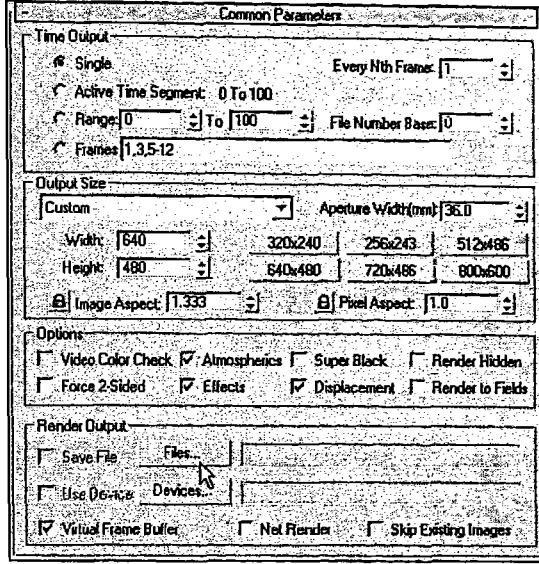 Common Parameters
Time Output
Single
Every Nth Frame: 1
Active Time Segment: 0 To 100
Range: 0 To 100
File Number Base: 0
Frames 1,3,5-12
Output Size
Custom
Aperture Width(mm): 36.0
Width: 640
320x240 256x243 512x486
Height: 480
640x480 720x486 800x600
Image Aspect: 1.333
Pixel Aspect: 1.0
Options
Video Color Check Atmospherics Super Black Render Hidden
Force 2-Sided Effects Displacement Render to Fields
Render Output
Save File Files...
Use Device Devices...
Virtual Frame Buffer Net Render Skip Existing Images